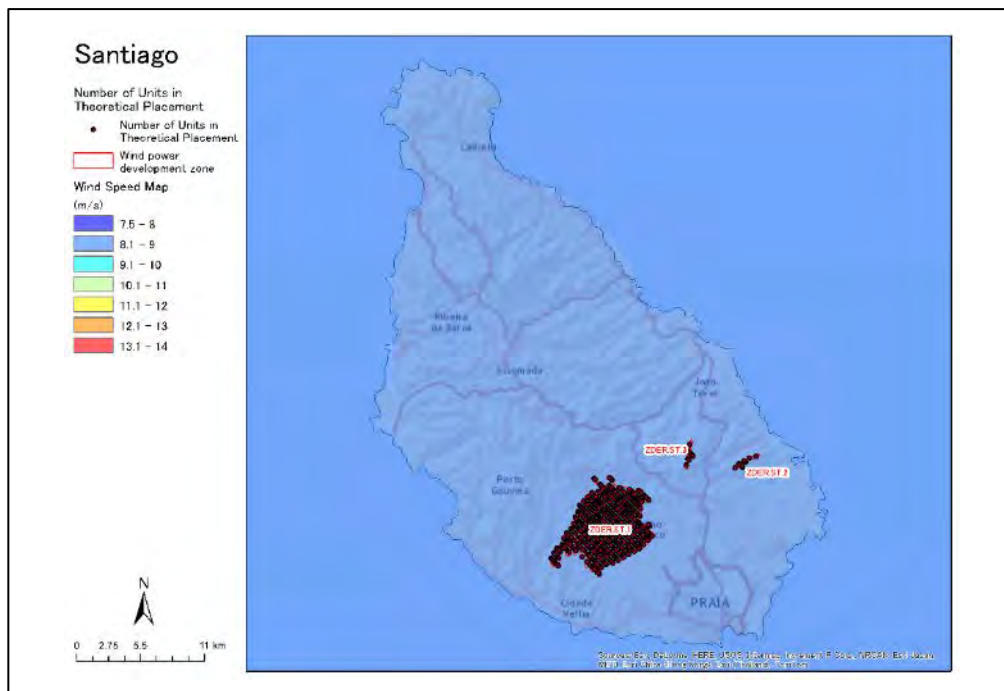 Santiago
Number of Units in
Theoretical Placement
Number of Units in
Theoretical Placement
Wind power
development zone
Wind Speed Map
(m/s)
7.5 – 8
8.1 – 9
9.1 – 10
10.1 – 11
11.1 – 12
12.1 – 13
13.1 – 14
N
0 2.75 5.5 11 km
Ribeira
da Barca
João
Teves
ZDER.ST.3
ZDER.ST.2
Porto
Gouveia
ZDER.ST.1
Cidade
Velha
PRAIA